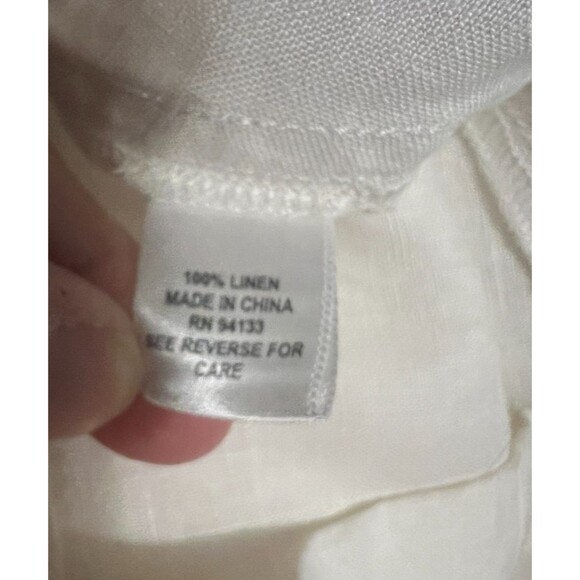 100% LINEN
MADE IN CHINA
RN 94133
SEE REVERSE FOR
CARE